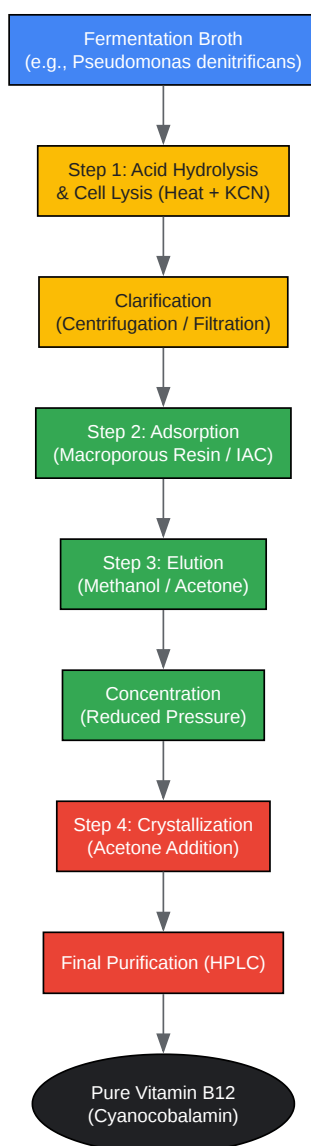 Fermentation Broth
(e.g., Pseudomonas denitrificans)
Step 1: Acid Hydrolysis
& Cell Lysis (Heat + KCN)
Clarification
(Centrifugation / Filtration)
Step 2: Adsorption
(Macroporous Resin / IAC)
Step 3: Elution
(Methanol / Acetone)
Concentration
(Reduced Pressure)
Step 4: Crystallization
(Acetone Addition)
Final Purification (HPLC)
Pure Vitamin B12
(Cyanocobalamin)